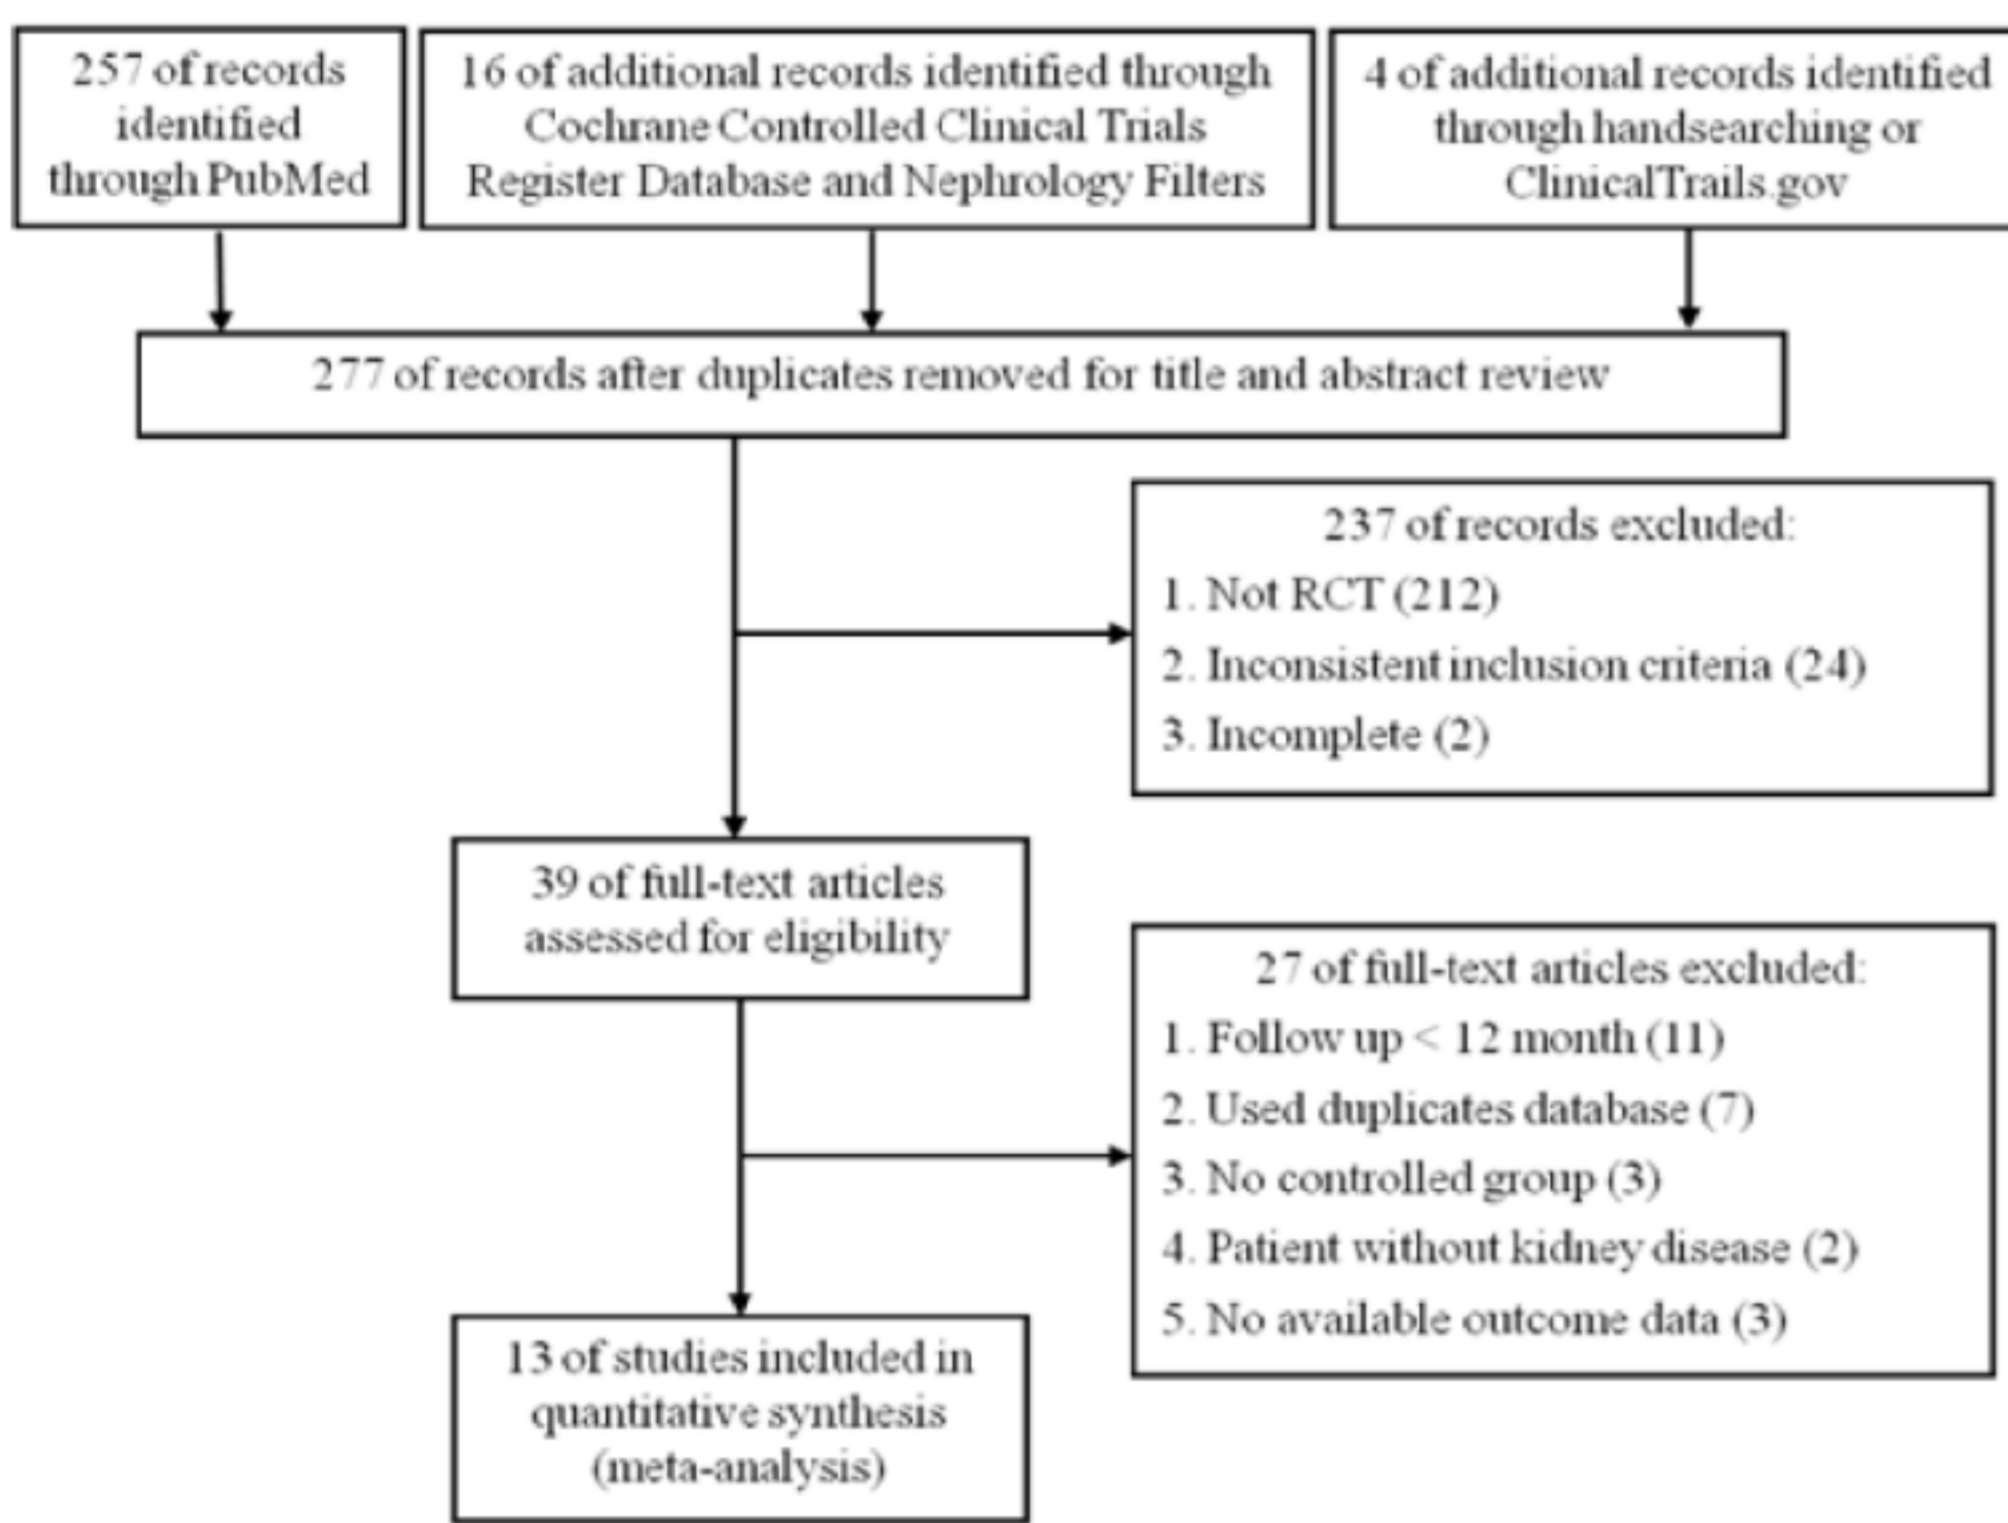 257 of records
identified
through PubMed
16 of additional records identified through
Cochrane Controlled Clinical Trials
Register Database and Nephrology Filters
4 of additional records identified
through handsearching or
ClinicalTrails.gov
277 of records after duplicates removed for title and abstract review
237 of records excluded:
1. Not RCT (212)
2. Inconsistent inclusion criteria (24)
3. Incomplete (2)
39 of full-text articles
assessed for eligibility
27 of full-text articles excluded:
1. Follow up < 12 month (11)
2. Used duplicates database (7)
3. No controlled group (3)
4. Patient without kidney disease (2)
5. No available outcome data (3)
13 of studies included in
quantitative synthesis
(meta-analysis)